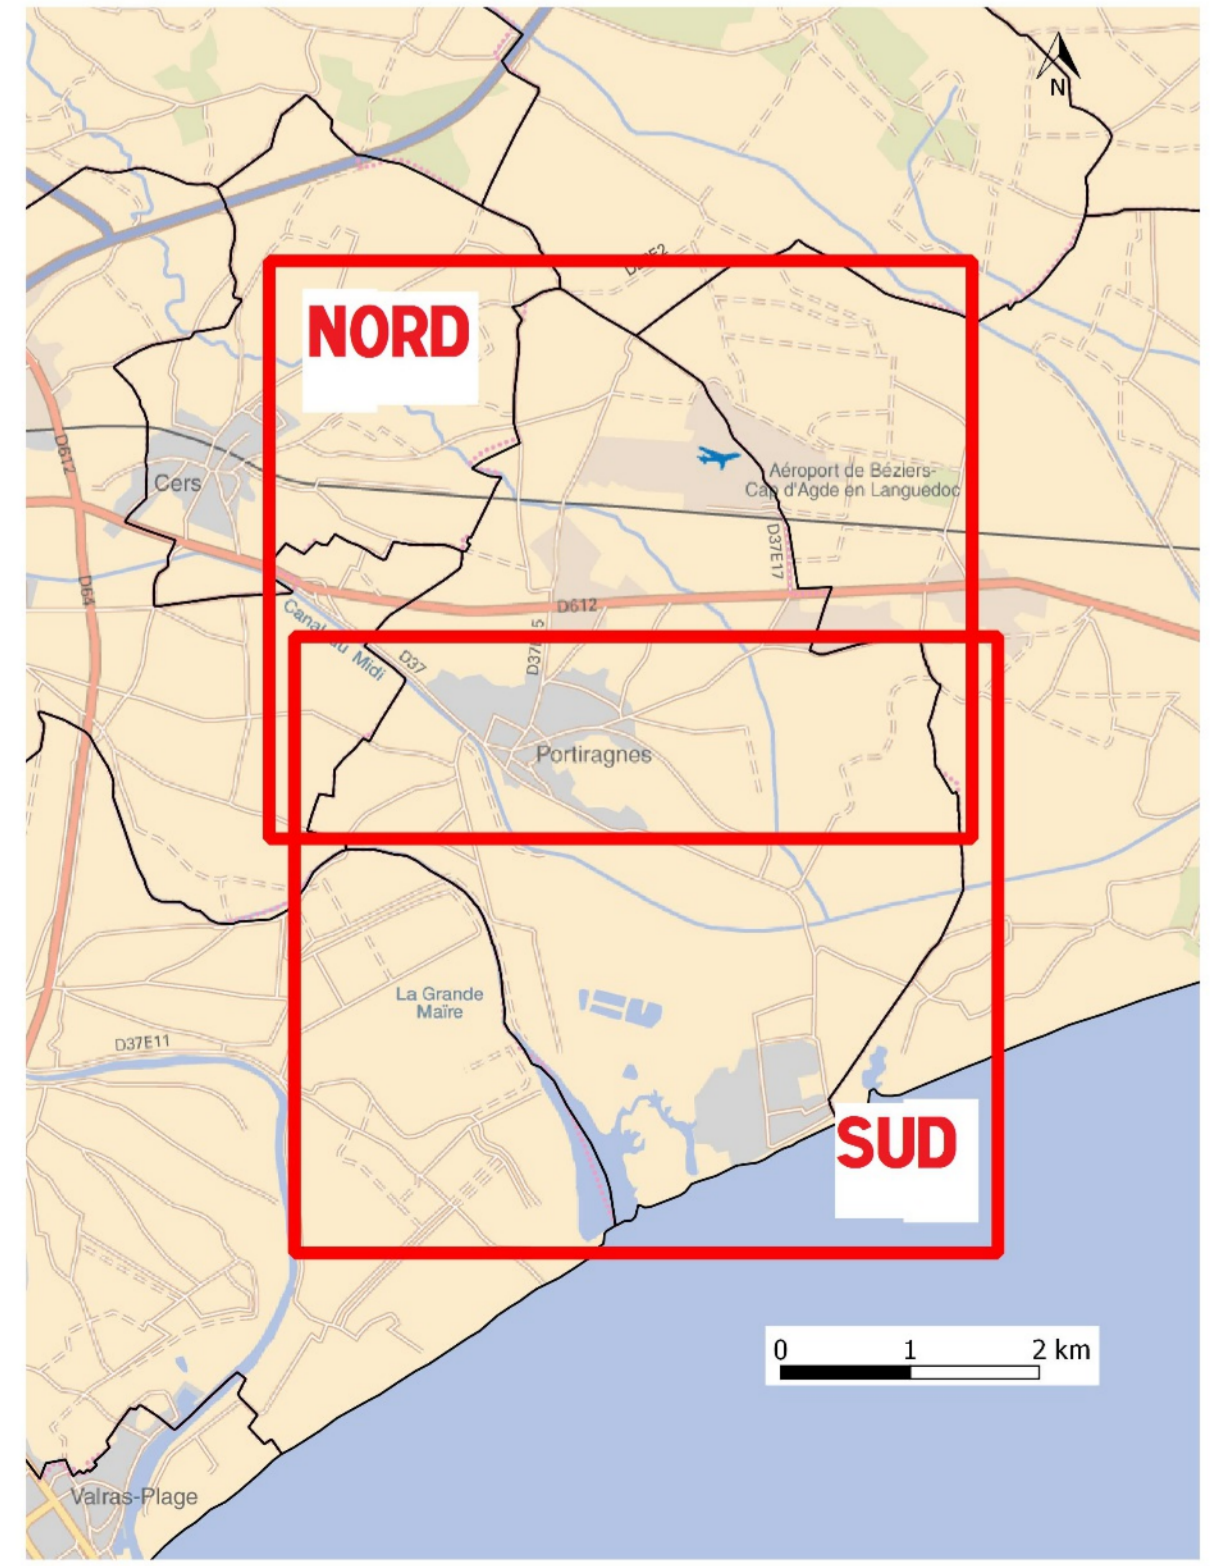 N
NORD
D612
Cers
Aéroport de Béziers-
Cap d'Agde en Languedoc
D37E17
D64
D612
Canal du Midi
D37
Portiragnes
La Grande
Maïre
D37E11
SUD
0 1 2 km
Valras-Plage